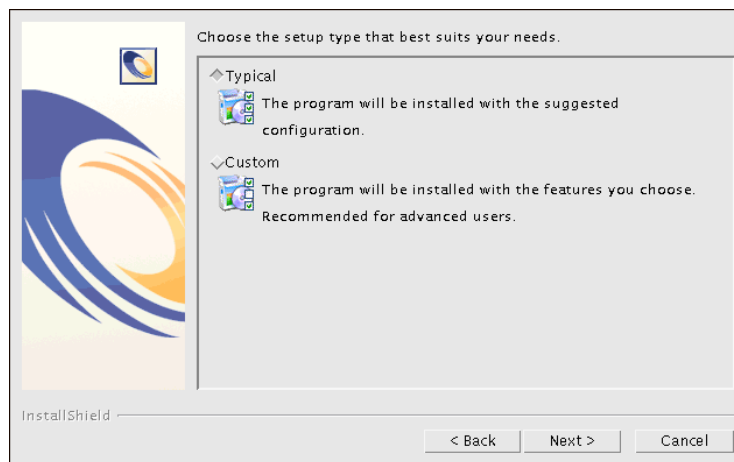 Choose the setup type that best suits your needs.
Typical
The program will be installed with the suggested
configuration.
Custom
The program will be installed with the features you choose.
Recommended for advanced users.
InstallShield
< Back
Next >
Cancel